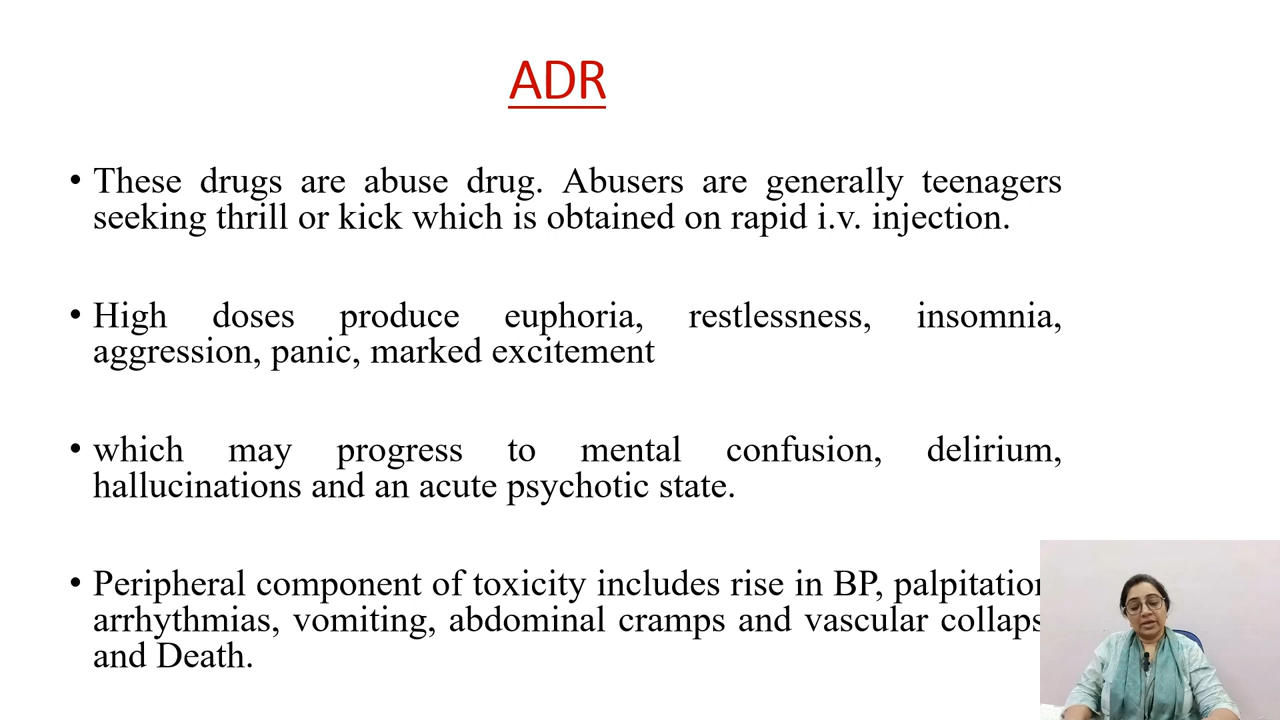 ADR
• These drugs are abuse drug. Abusers are generally teenagers
seeking thrill or kick which is obtained on rapid i.v. injection.
• High doses produce euphoria, restlessness, insomnia,
aggression, panic, marked excitement
• which may progress to mental confusion, delirium,
hallucinations and an acute psychotic state.
• Peripheral component of toxicity includes rise in BP, palpitation
arrhythmias, vomiting, abdominal cramps and vascular collaps
and Death.